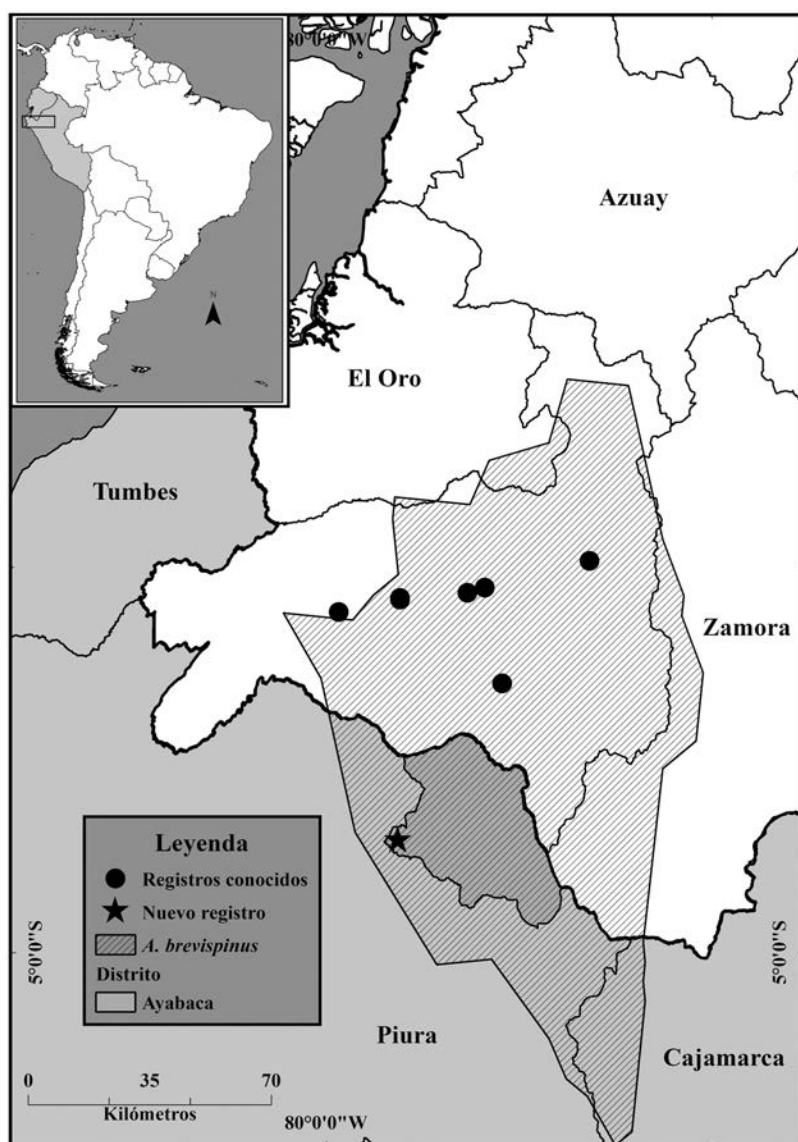 80°0'0"W
N
Azuay
El Oro
Tumbes
Zamora
Leyenda
Registros conocidos
Nuevo registro
A. brevispinus
Distrito
Ayabaca
5°0'0"S
5°0'0"S
Piura
Cajamarca
0 35 70
Kilómetros
80°0'0"W